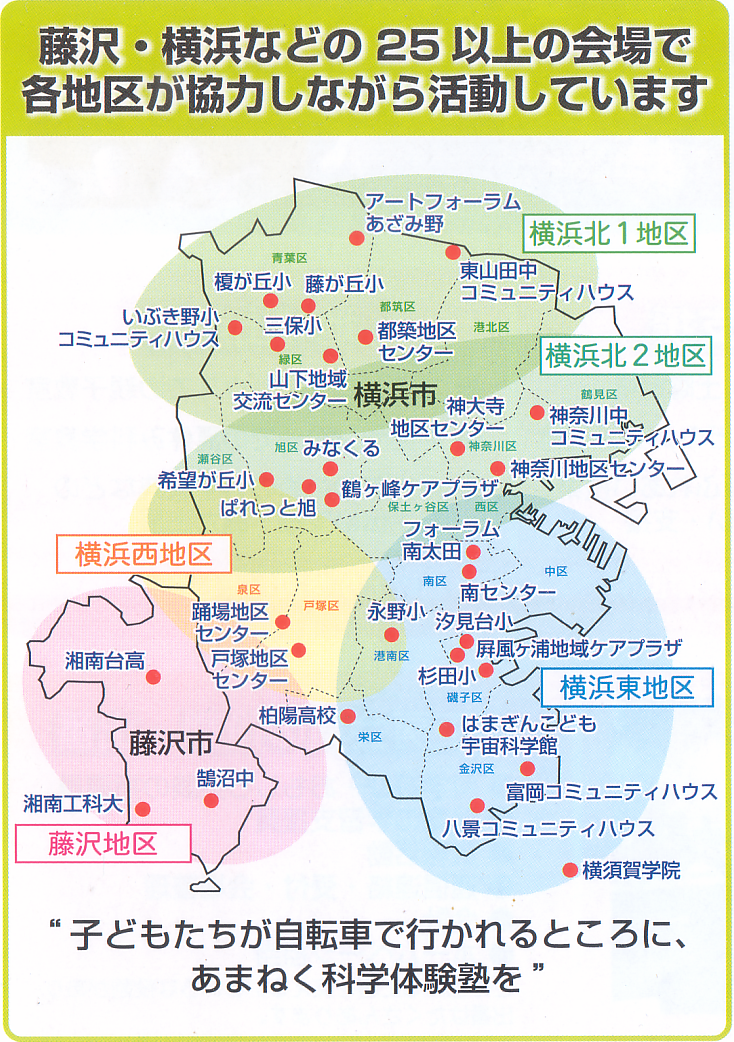 藤沢・横浜などの 25 以上の会場で
各地区が協力しながら活動しています
アートフォーラム
あざみ野
横浜北1地区
青葉区
東山田中
コミュニティハウス
榎が丘小
藤が丘小
都筑区
いぶき野小
コミュニティハウス
三保小
都築地区
センター
港北区
緑区
横浜北2地区
山下地域
交流センター
横浜市
神大寺
地区センター
鶴見区
神奈川中
コミュニティハウス
旭区
みなくる
神奈川区
瀬谷区
希望が丘小
神奈川地区センター
ぱれっと旭
鶴ヶ峰ケアプラザ
保土ヶ谷区
西区
フォーラム
南太田
横浜西地区
南区
中区
南センター
泉区
戸塚区
踊場地区
センター
永野小
汐見台小
戸塚地区
センター
港南区
屛風ヶ浦地域ケアプラザ
湘南台高
杉田小
横浜東地区
磯子区
柏陽高校
栄区
はまぎんこども
宇宙科学館
藤沢市
金沢区
鵠沼中
富岡コミュニティハウス
湘南工科大
八景コミュニティハウス
藤沢地区
横須賀学院
“ 子どもたちが自転車で行かれるところに、
あまねく科学体験塾を ”